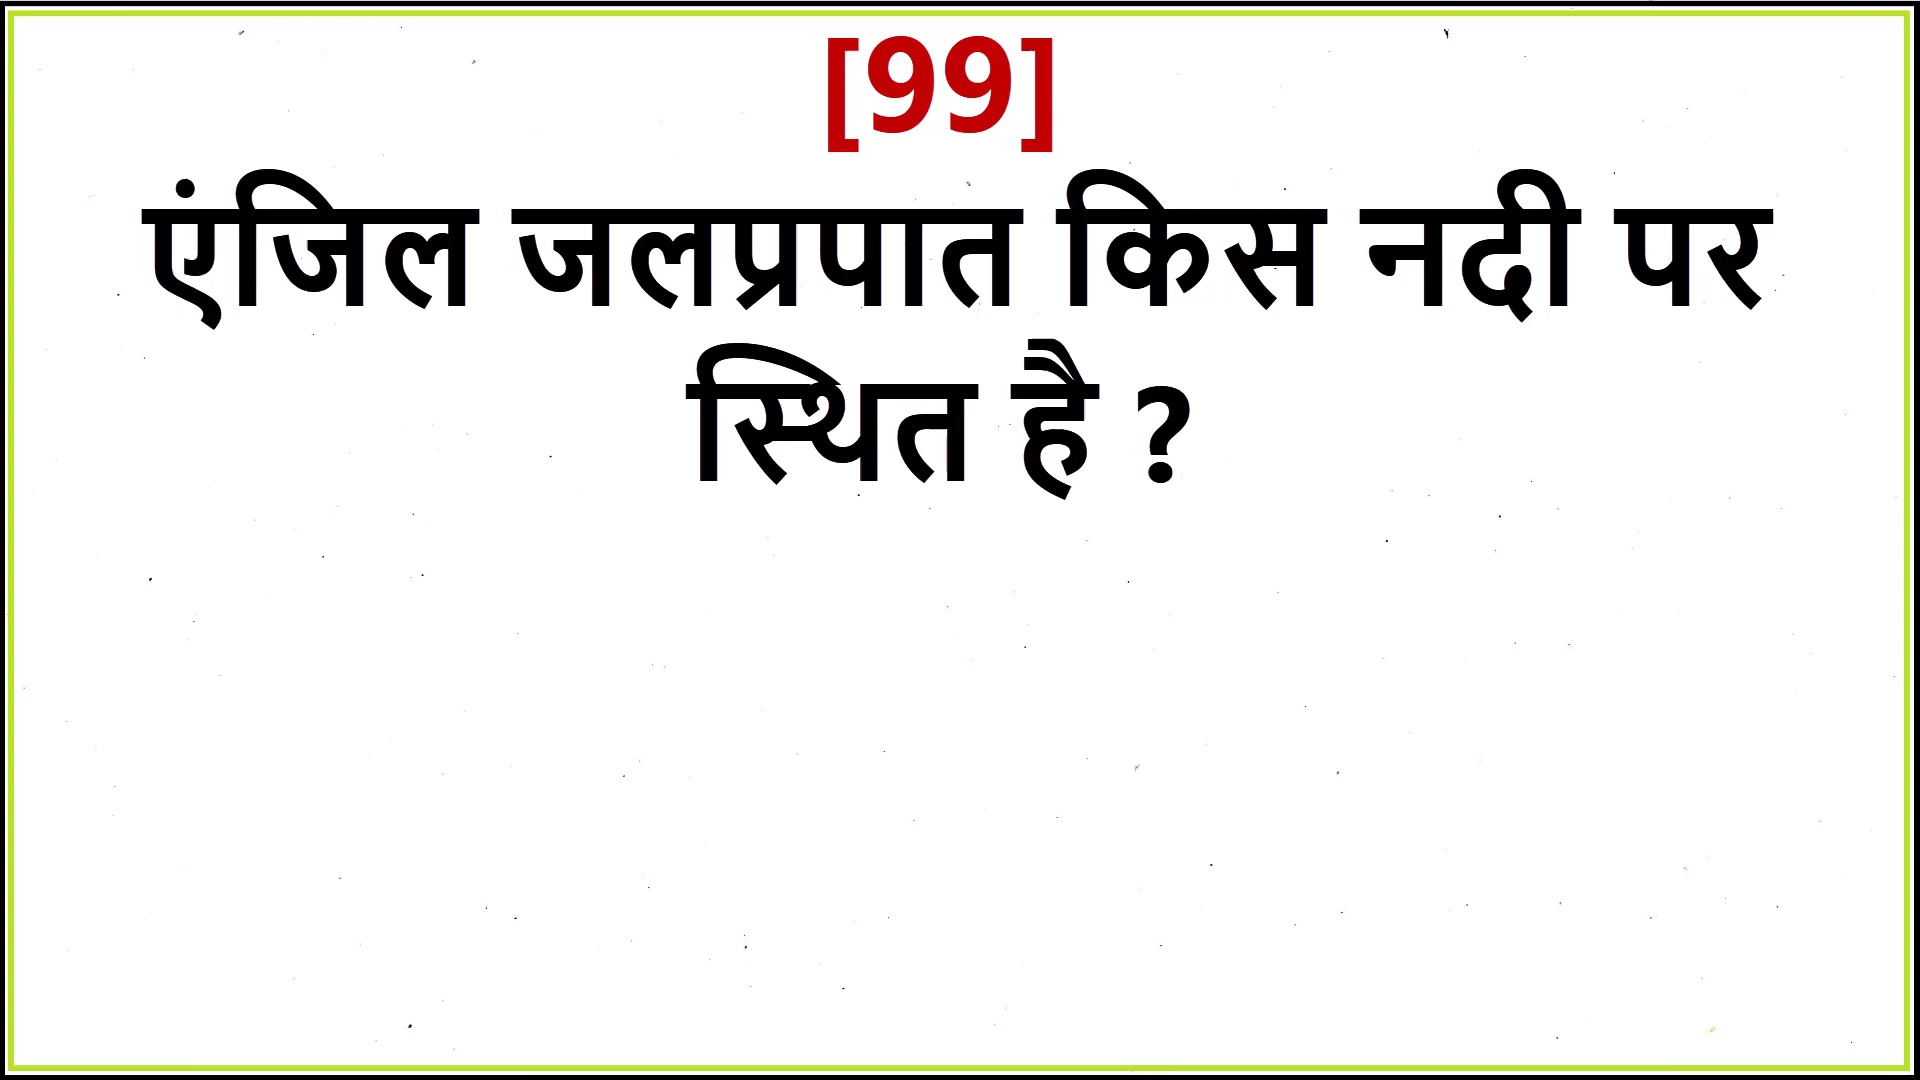 [99]
एंजिल जलप्रपात किस नदी पर
स्थित है ?